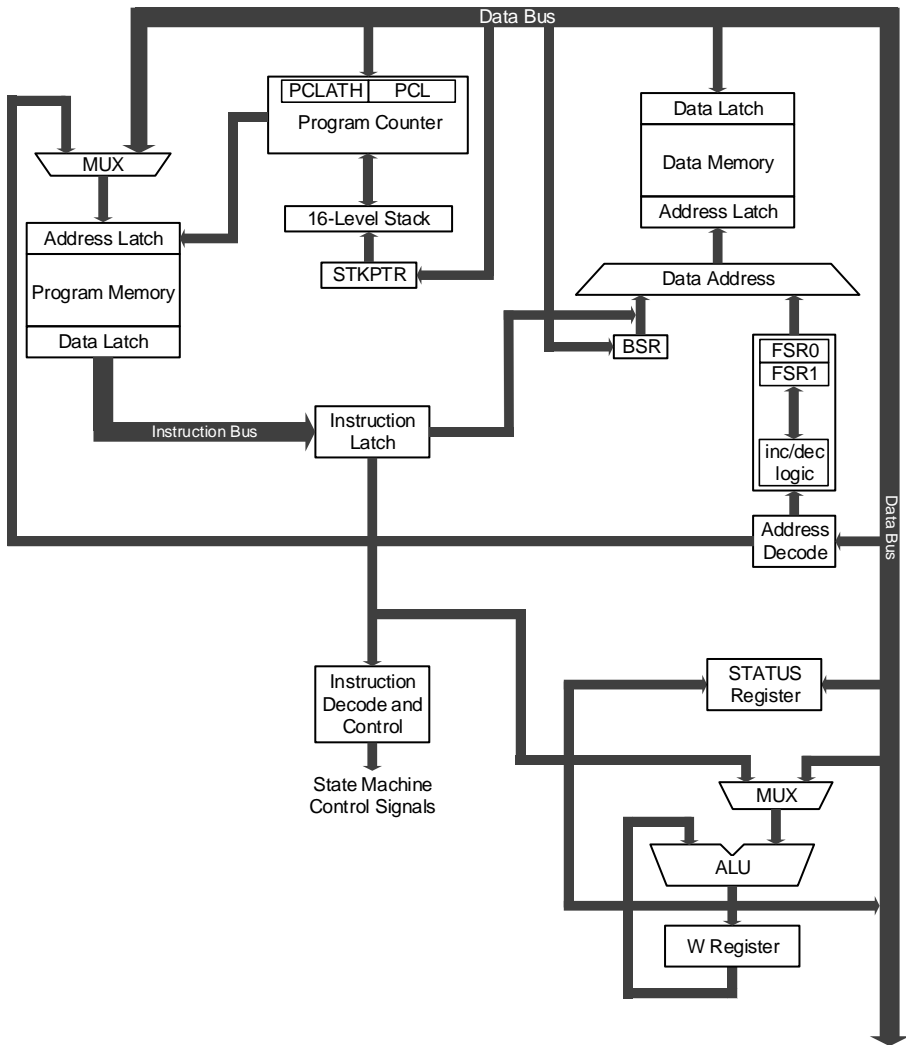 Data Bus
PCLATH PCL
Program Counter
Data Latch
Data Memory
Address Latch
MUX
16-Level Stack
Address Latch
Program Memory
Data Latch
STKPTR
Data Address
BSR
FSR0
FSR1
inc/dec
logic
Instruction Bus
Instruction
Latch
Address
Decode
Data Bus
Instruction
Decode and
Control
STATUS
Register
State Machine
Control Signals
MUX
ALU
W Register